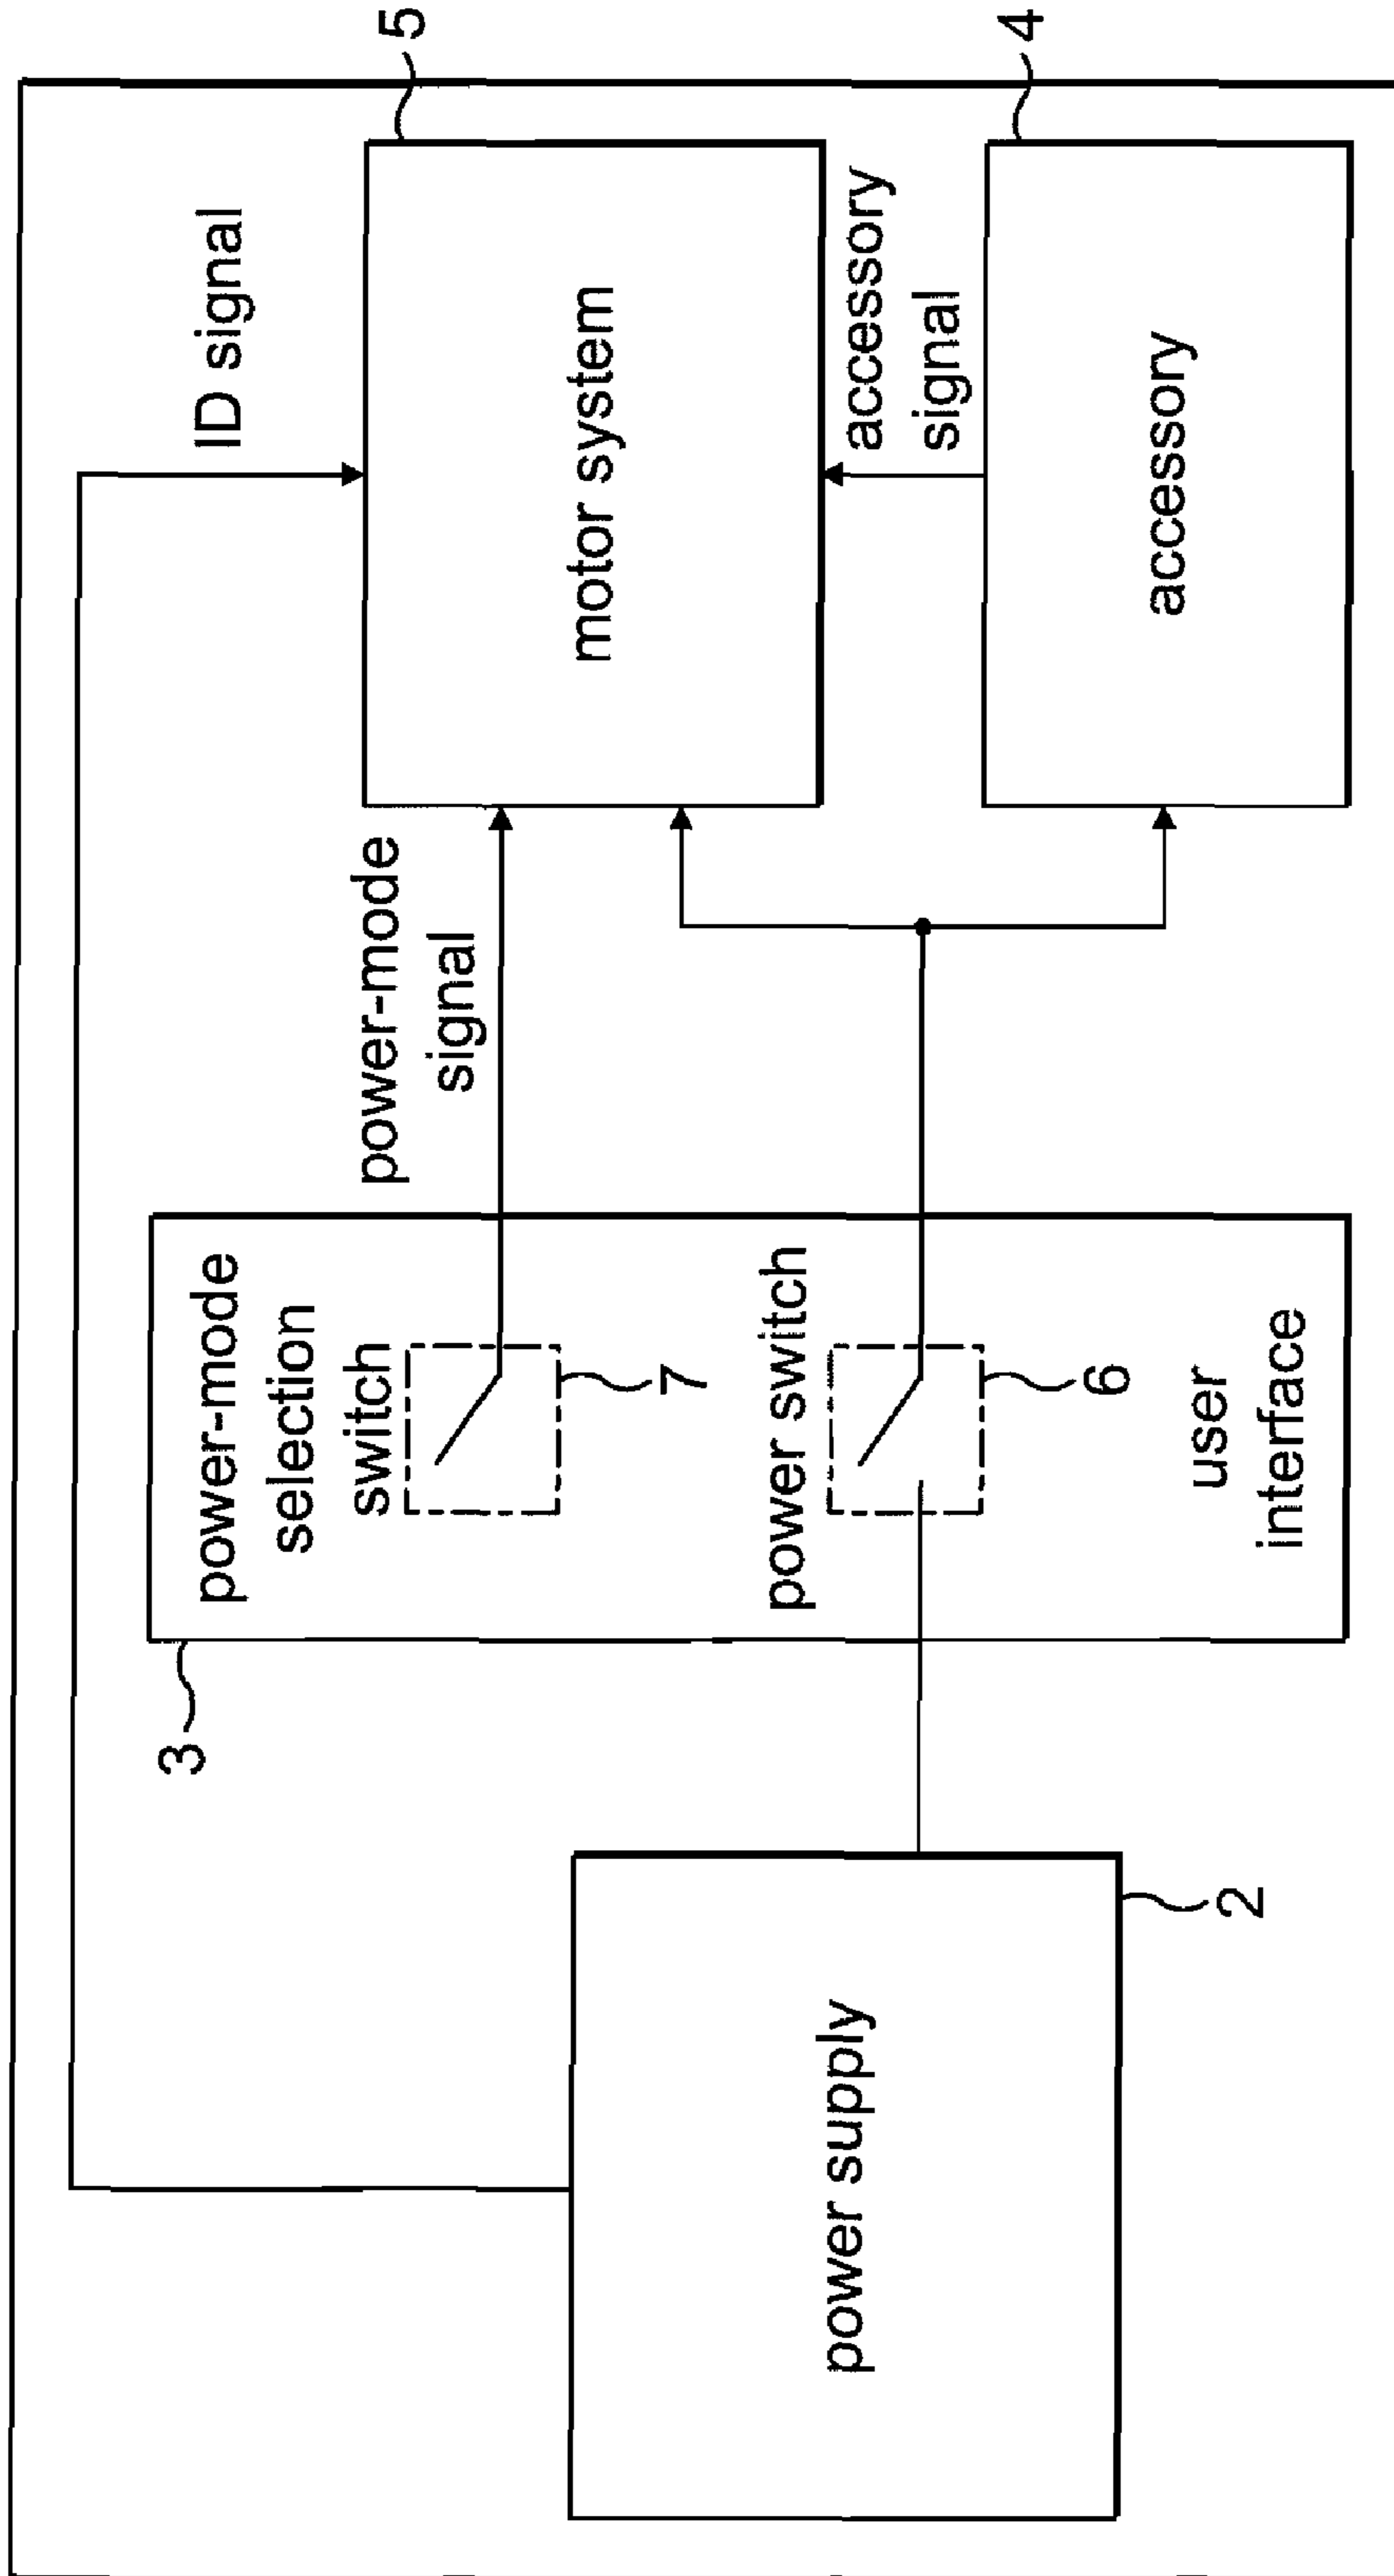 ID signal
5
motor system
power-mode
signal
accessory
signal
4
accessory
3
power-mode
selection
switch
7
power switch
6
user
interface
power supply
2